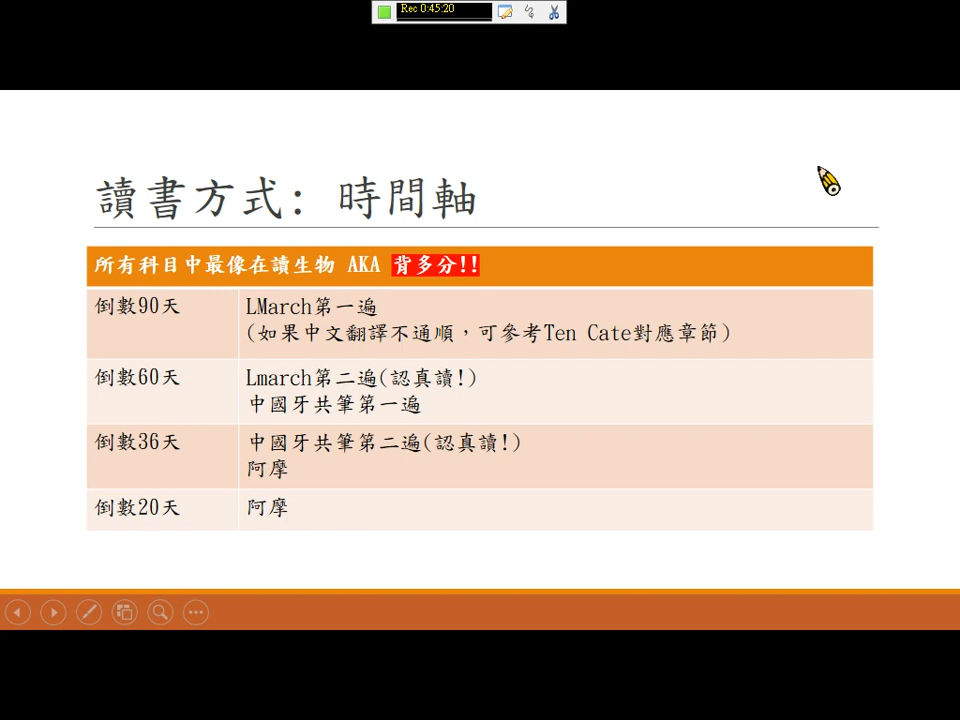 Rec 0:45:20
讀書方式: 時間軸
所有科目中最像在讀生物 AKA 背多分!!
倒數90天
LMarch第一遍
(如果中文翻譯不通順，可參考Ten Cate對應章節)
倒數60天
Lmarch第二遍(認真讀!)
中國牙共筆第一遍
倒數36天
中國牙共筆第二遍(認真讀!)
阿摩
倒數20天
阿摩